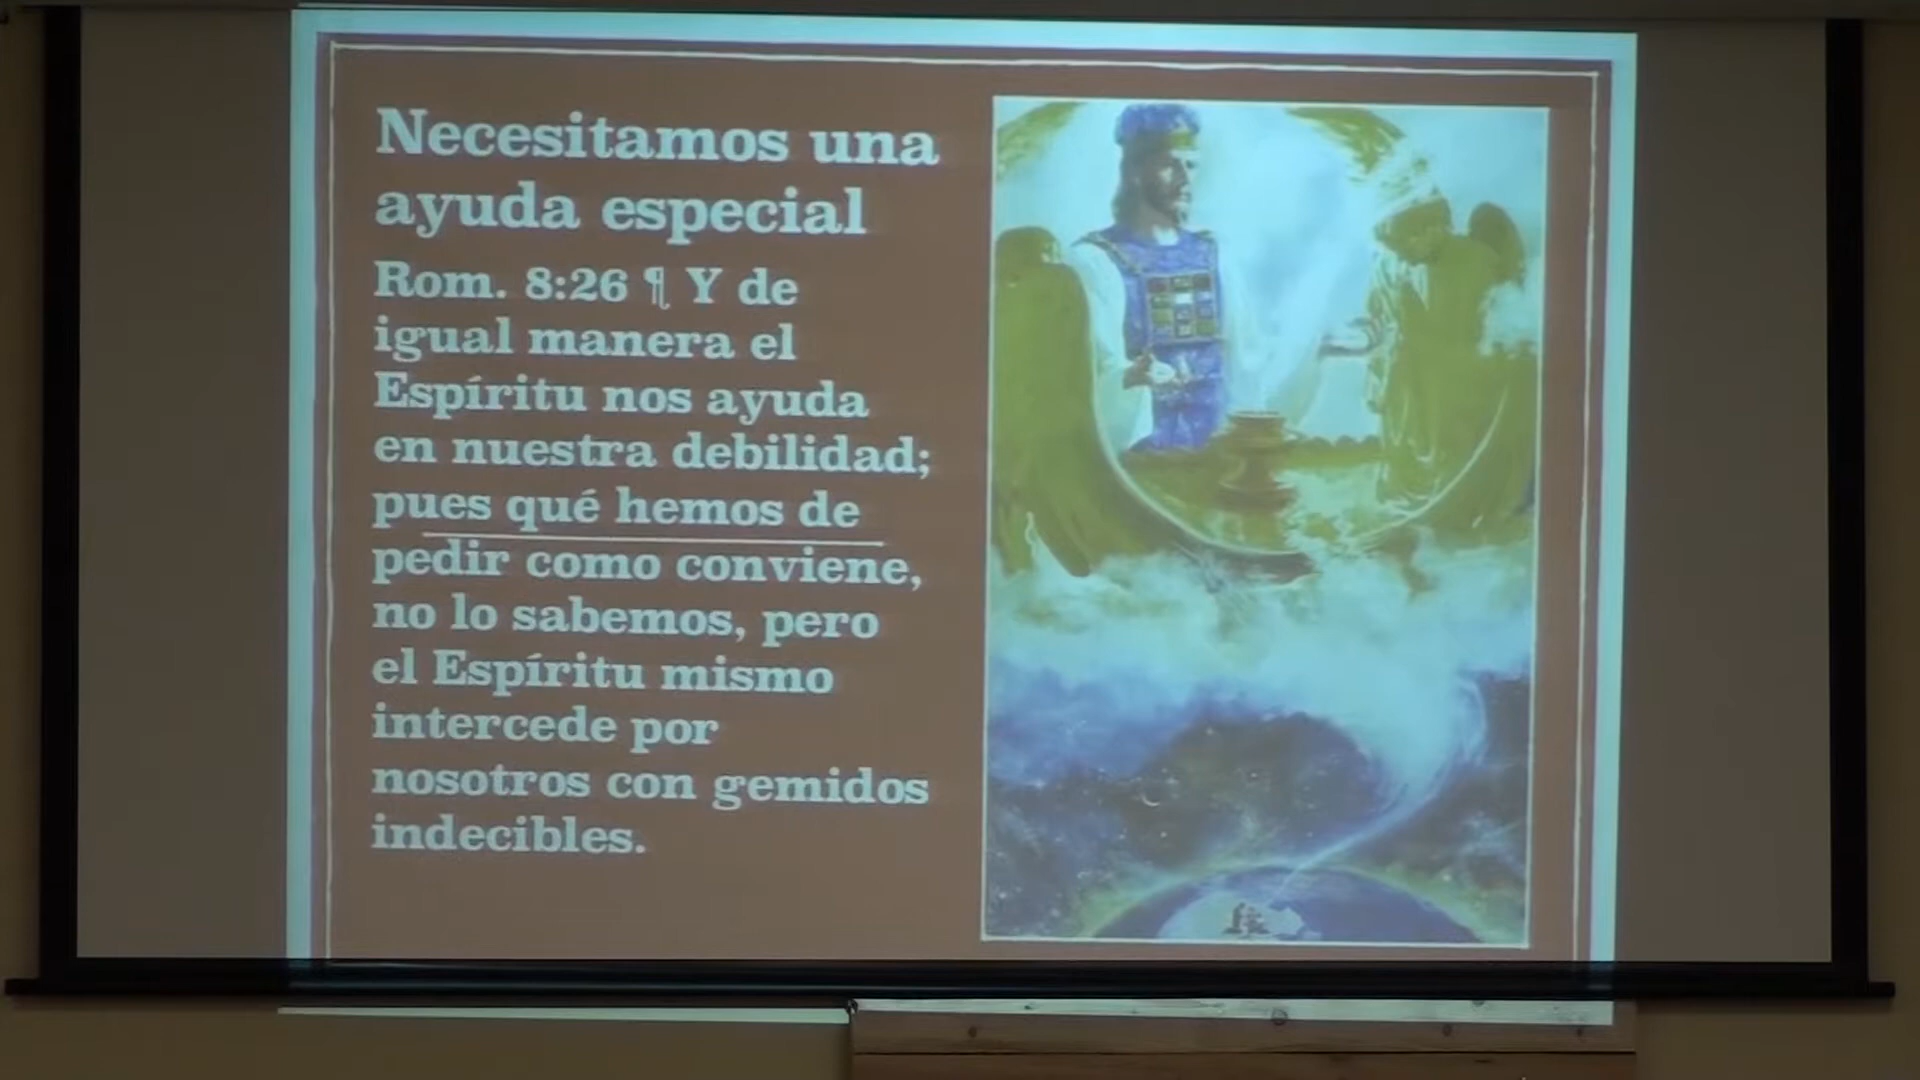 Necesitamos una
ayuda especial
Rom. 8:26 ¶ Y de
igual manera el
Espíritu nos ayuda
en nuestra debilidad;
pues qué hemos de
pedir como conviene,
no lo sabemos, pero
el Espíritu mismo
intercede por
nosotros con gemidos
indecibles.